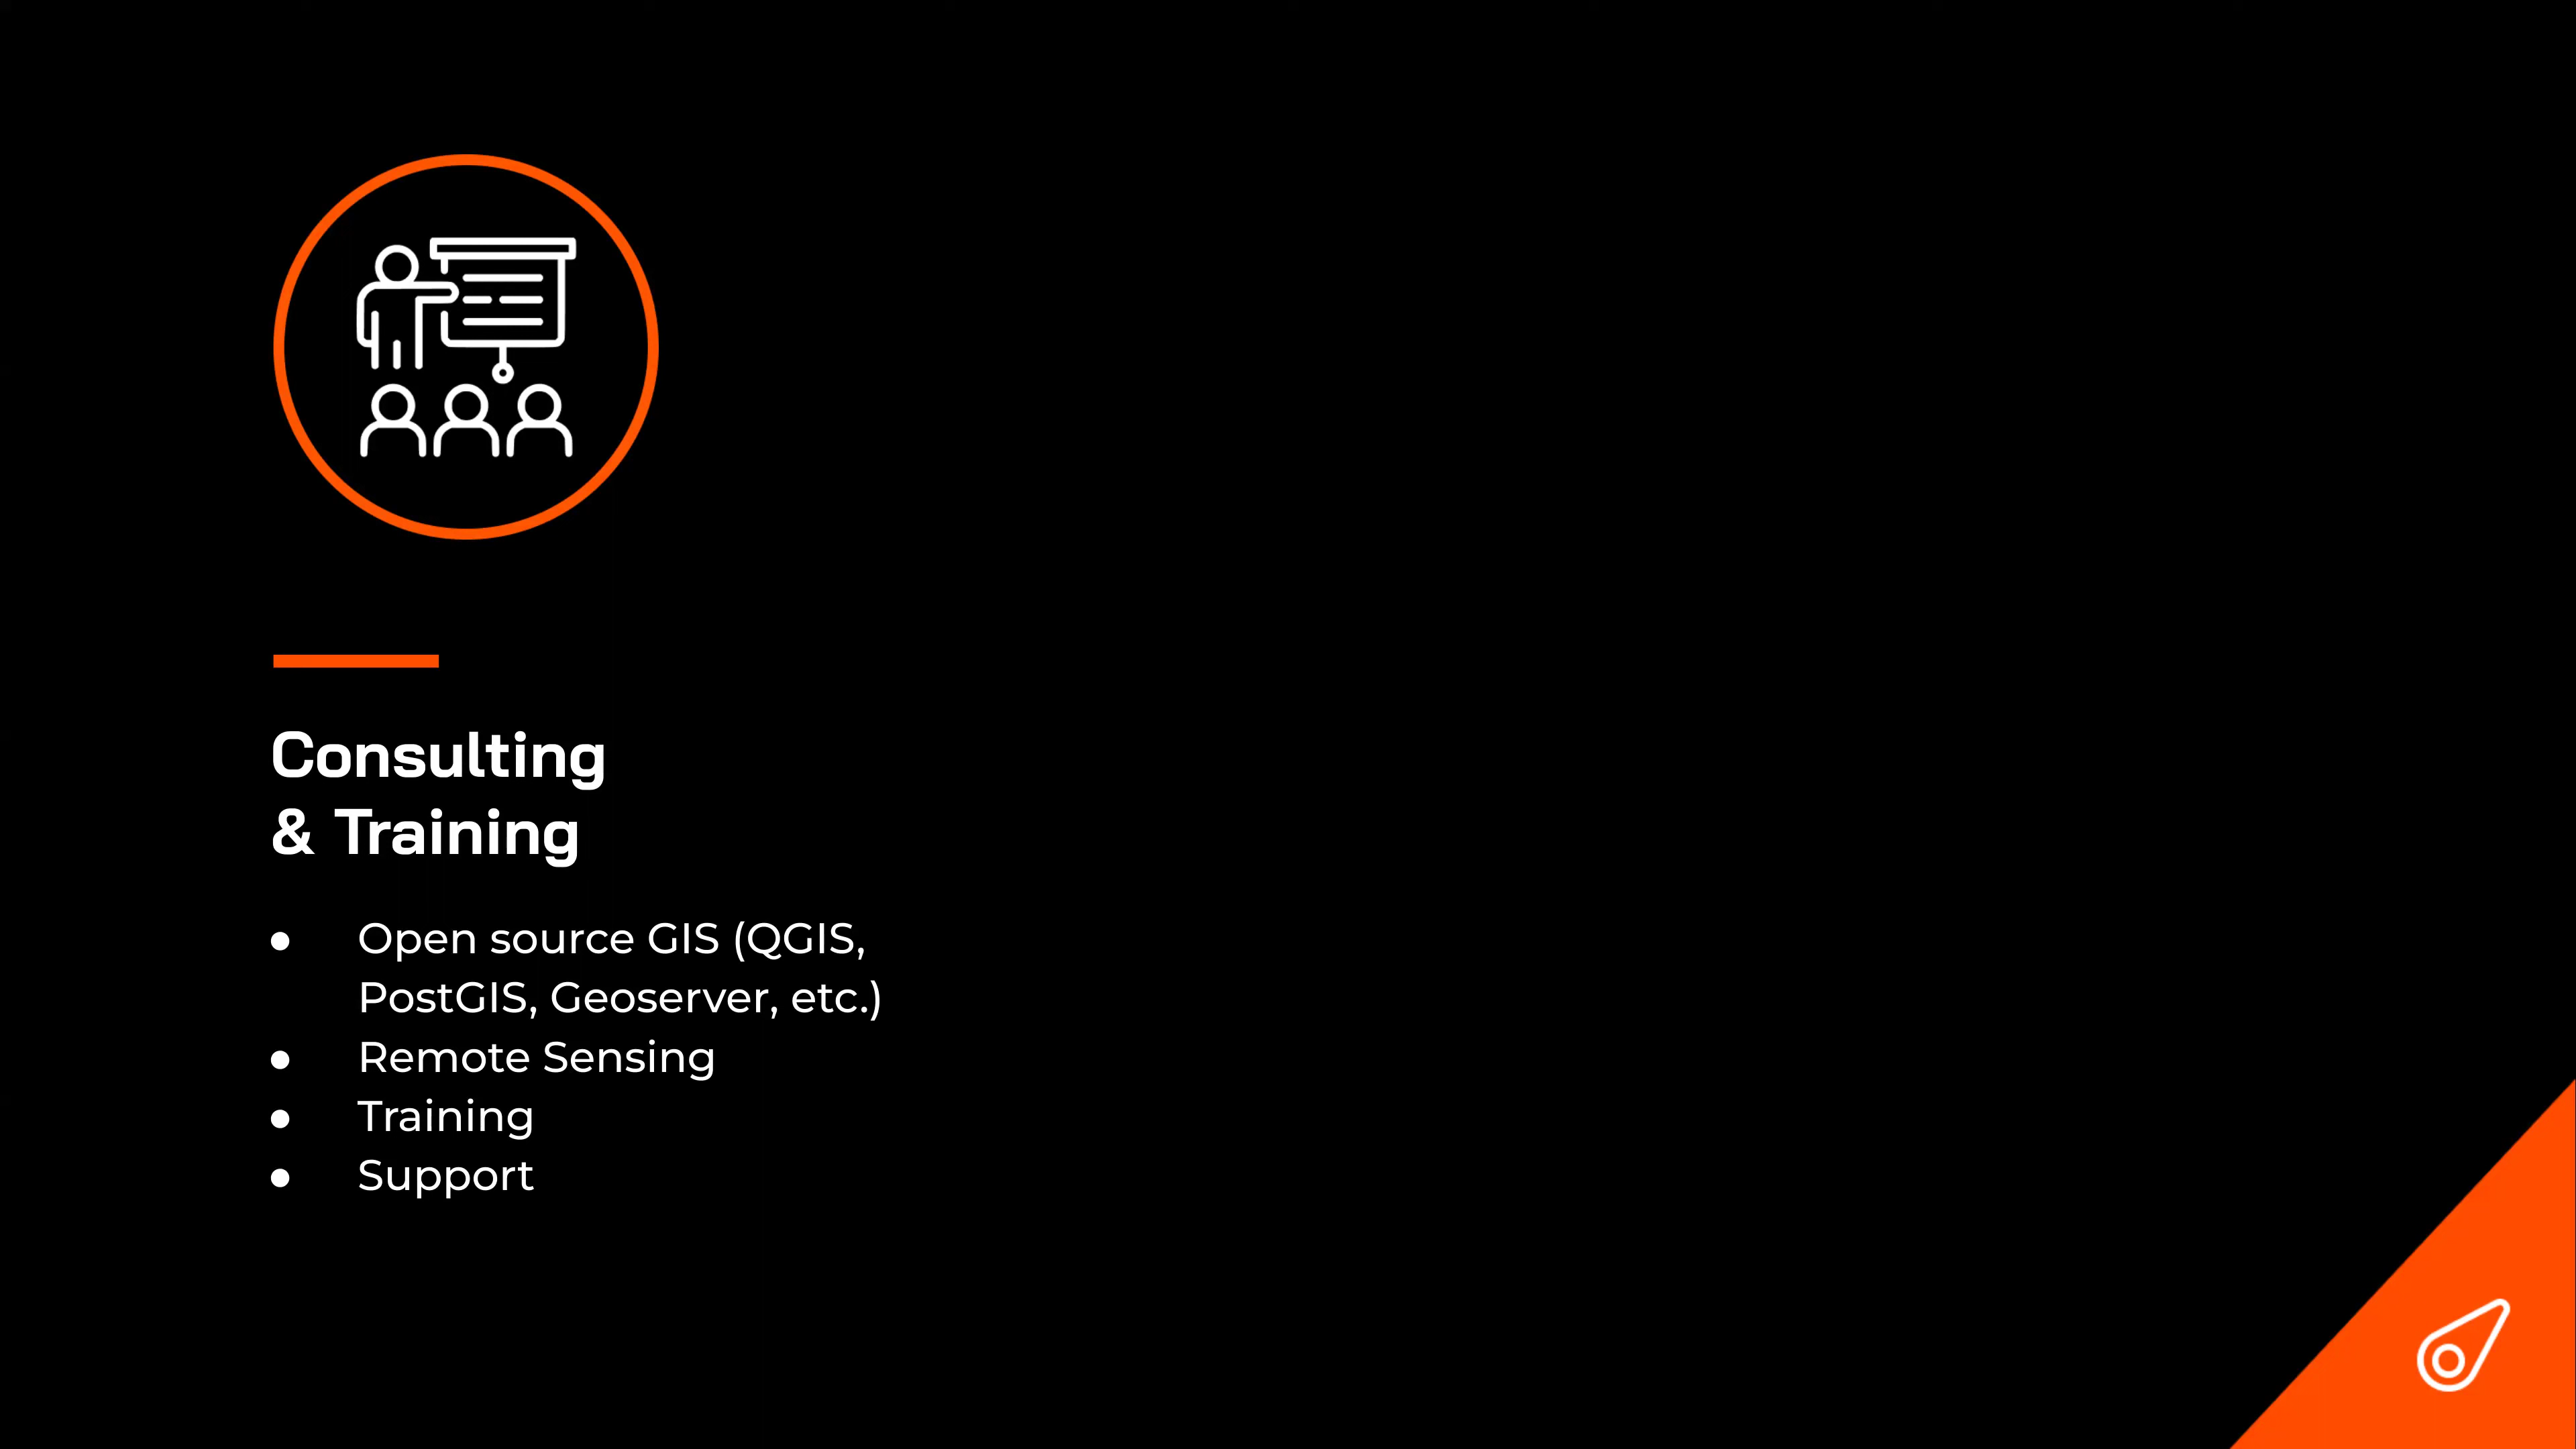 Consulting
& Training
● Open source GIS (QGIS,
PostGIS, Geoserver, etc.)
● Remote Sensing
● Training
● Support